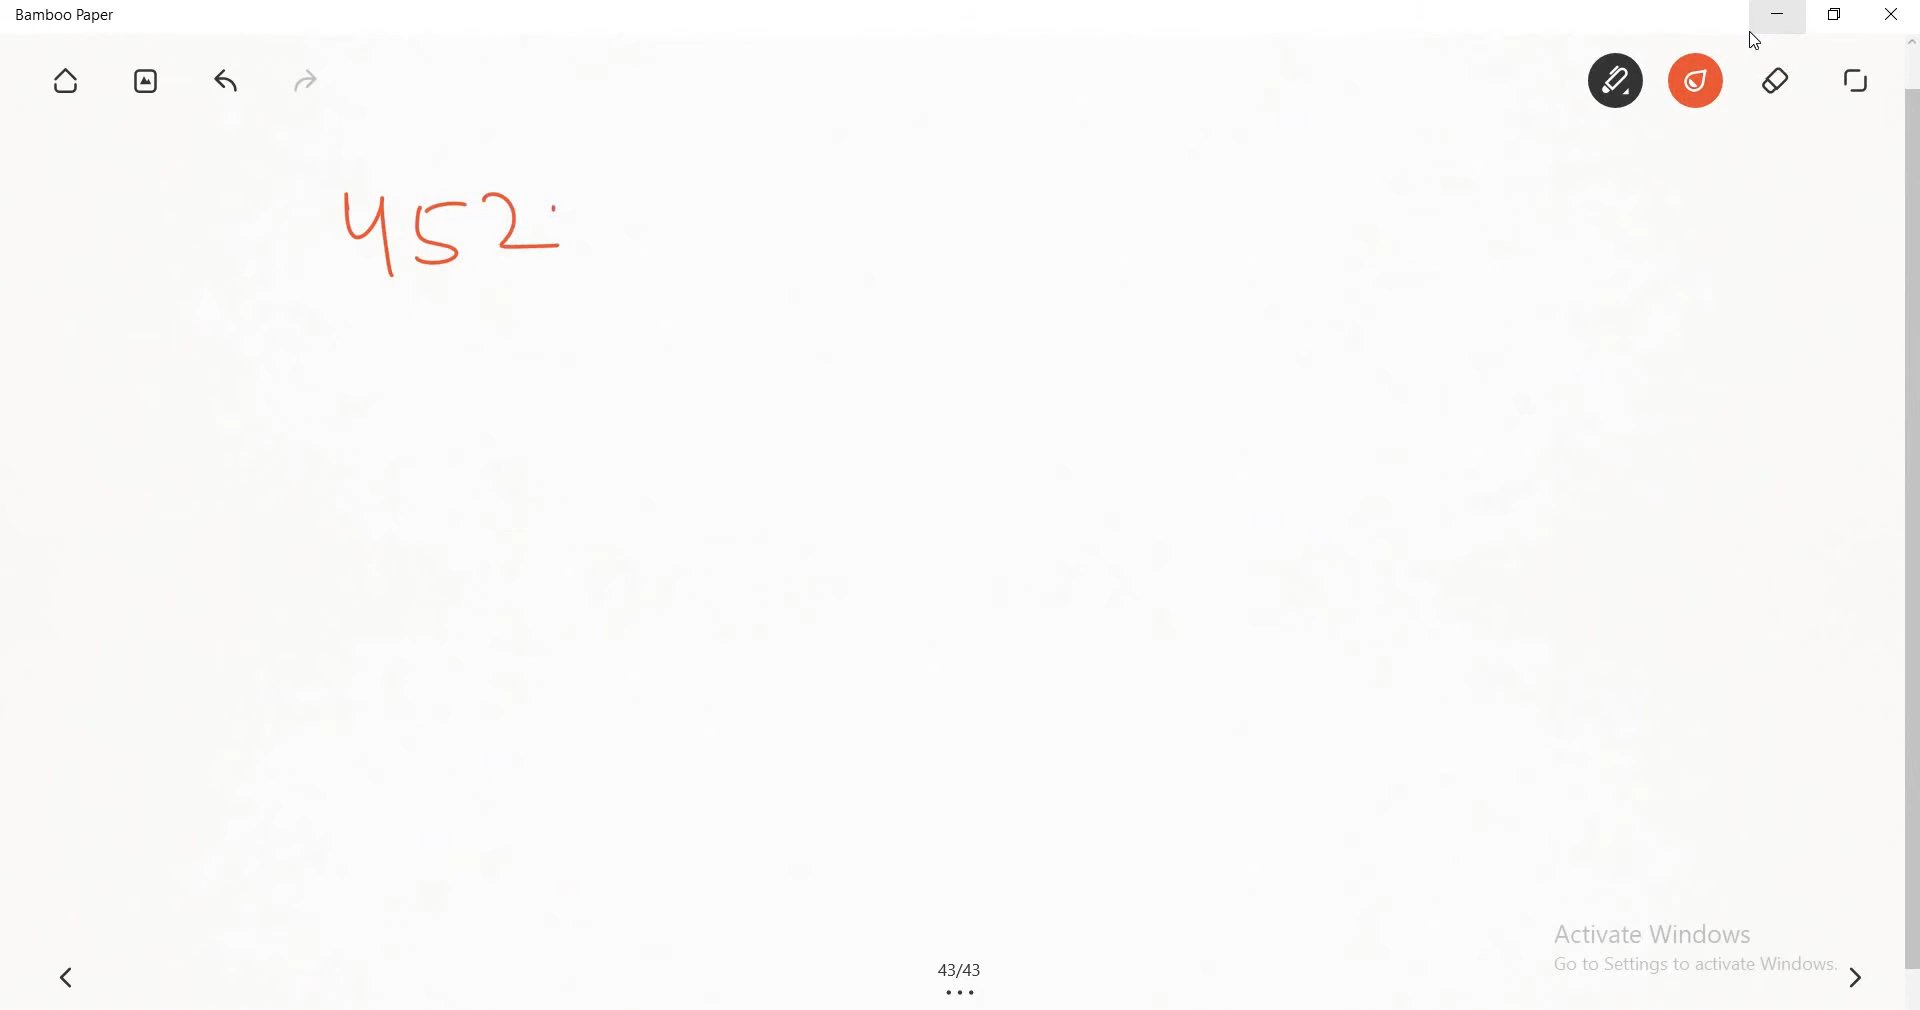 Bamboo Paper
452
43/43
Activate Windows
Go to Settings to activate Windows.